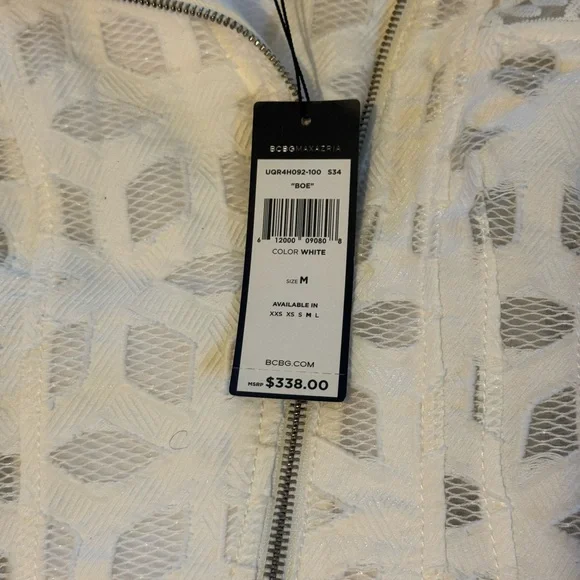 BCBGMAXAZRIA
UQR4H092-100 S34
"BOE"
6 12000 09080 8
COLOR WHITE
SIZE M
AVAILABLE IN
XXS XS S M L
BCBG.COM
MSRP $338.00